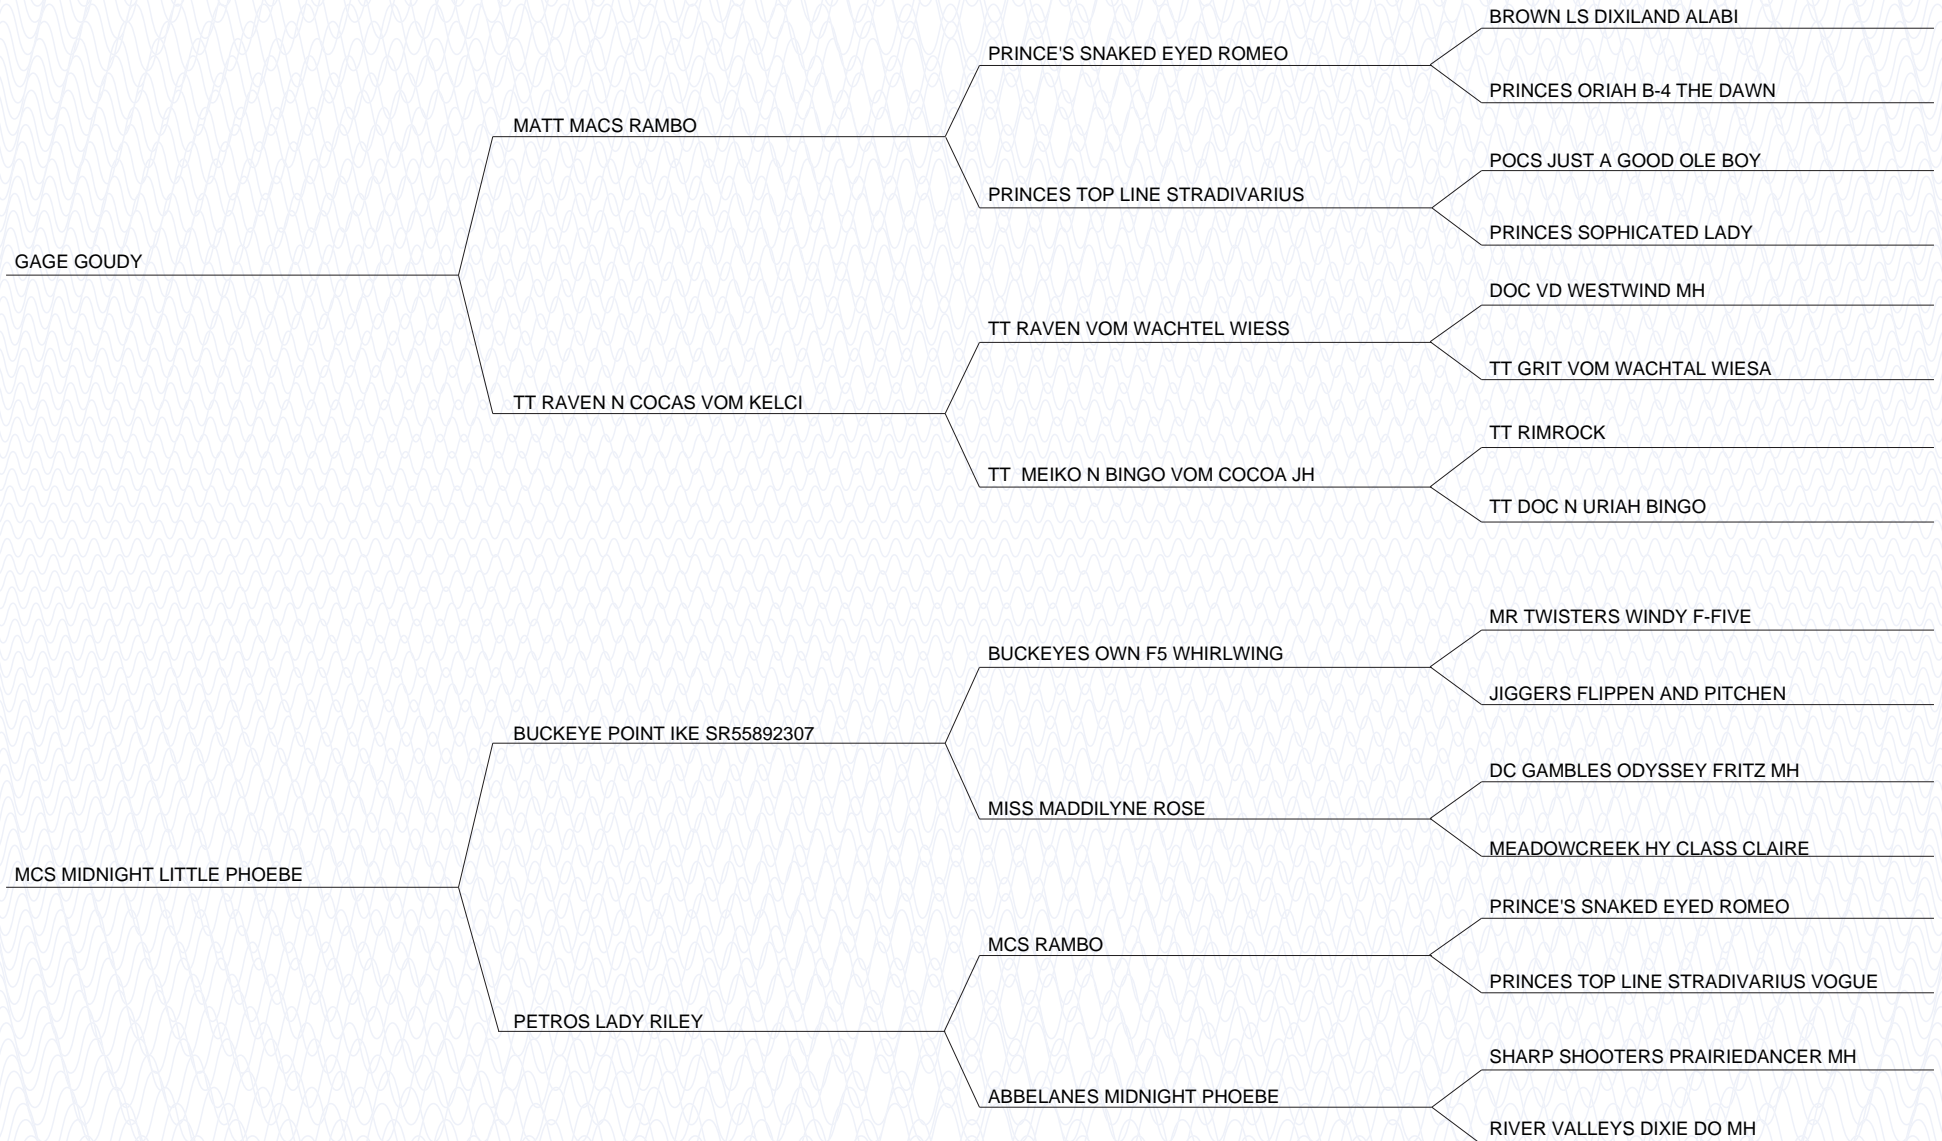 BROWN LS DIXILAND ALABI
PRINCE'S SNAKED EYED ROMEO
PRINCES ORIAH B-4 THE DAWN
MATT MACS RAMBO
POCS JUST A GOOD OLE BOY
PRINCES TOP LINE STRADIVARIUS
PRINCES SOPHICATED LADY
GAGE GOUDY
DOC VD WESTWIND MH
TT RAVEN VOM WACHTEL WIESS
TT GRIT VOM WACHTAL WIESA
TT RAVEN N COCAS VOM KELCI
TT RIMROCK
TT  MEIKO N BINGO VOM COCOA JH
TT DOC N URIAH BINGO
MR TWISTERS WINDY F-FIVE
BUCKEYES OWN F5 WHIRLWING
JIGGERS FLIPPEN AND PITCHEN
BUCKEYE POINT IKE SR55892307
DC GAMBLES ODYSSEY FRITZ MH
MISS MADDILYNE ROSE
MEADOWCREEK HY CLASS CLAIRE
MCS MIDNIGHT LITTLE PHOEBE
PRINCE'S SNAKED EYED ROMEO
MCS RAMBO
PRINCES TOP LINE STRADIVARIUS VOGUE
PETROS LADY RILEY
SHARP SHOOTERS PRAIRIEDANCER MH
ABBELANES MIDNIGHT PHOEBE
RIVER VALLEYS DIXIE DO MH